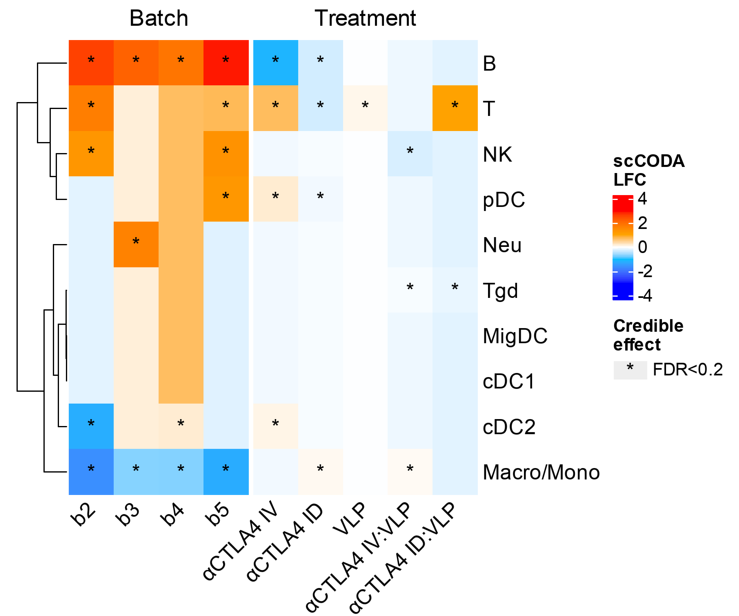 Batch Treatment
* * * * * * B
* * * * * * T
* * * NK
* * * pDC
* Neu
* * Tgd
MigDC
cDC1
* * * cDC2
* * * * * * Macro/Mono
b2 b3 b4 b5 αCTLA4 IV αCTLA4 ID VLP αCTLA4 IV:VLP αCTLA4 ID:VLP
scCODA
LFC
4
2
0
-2
-4
Credible
effect
* FDR<0.2